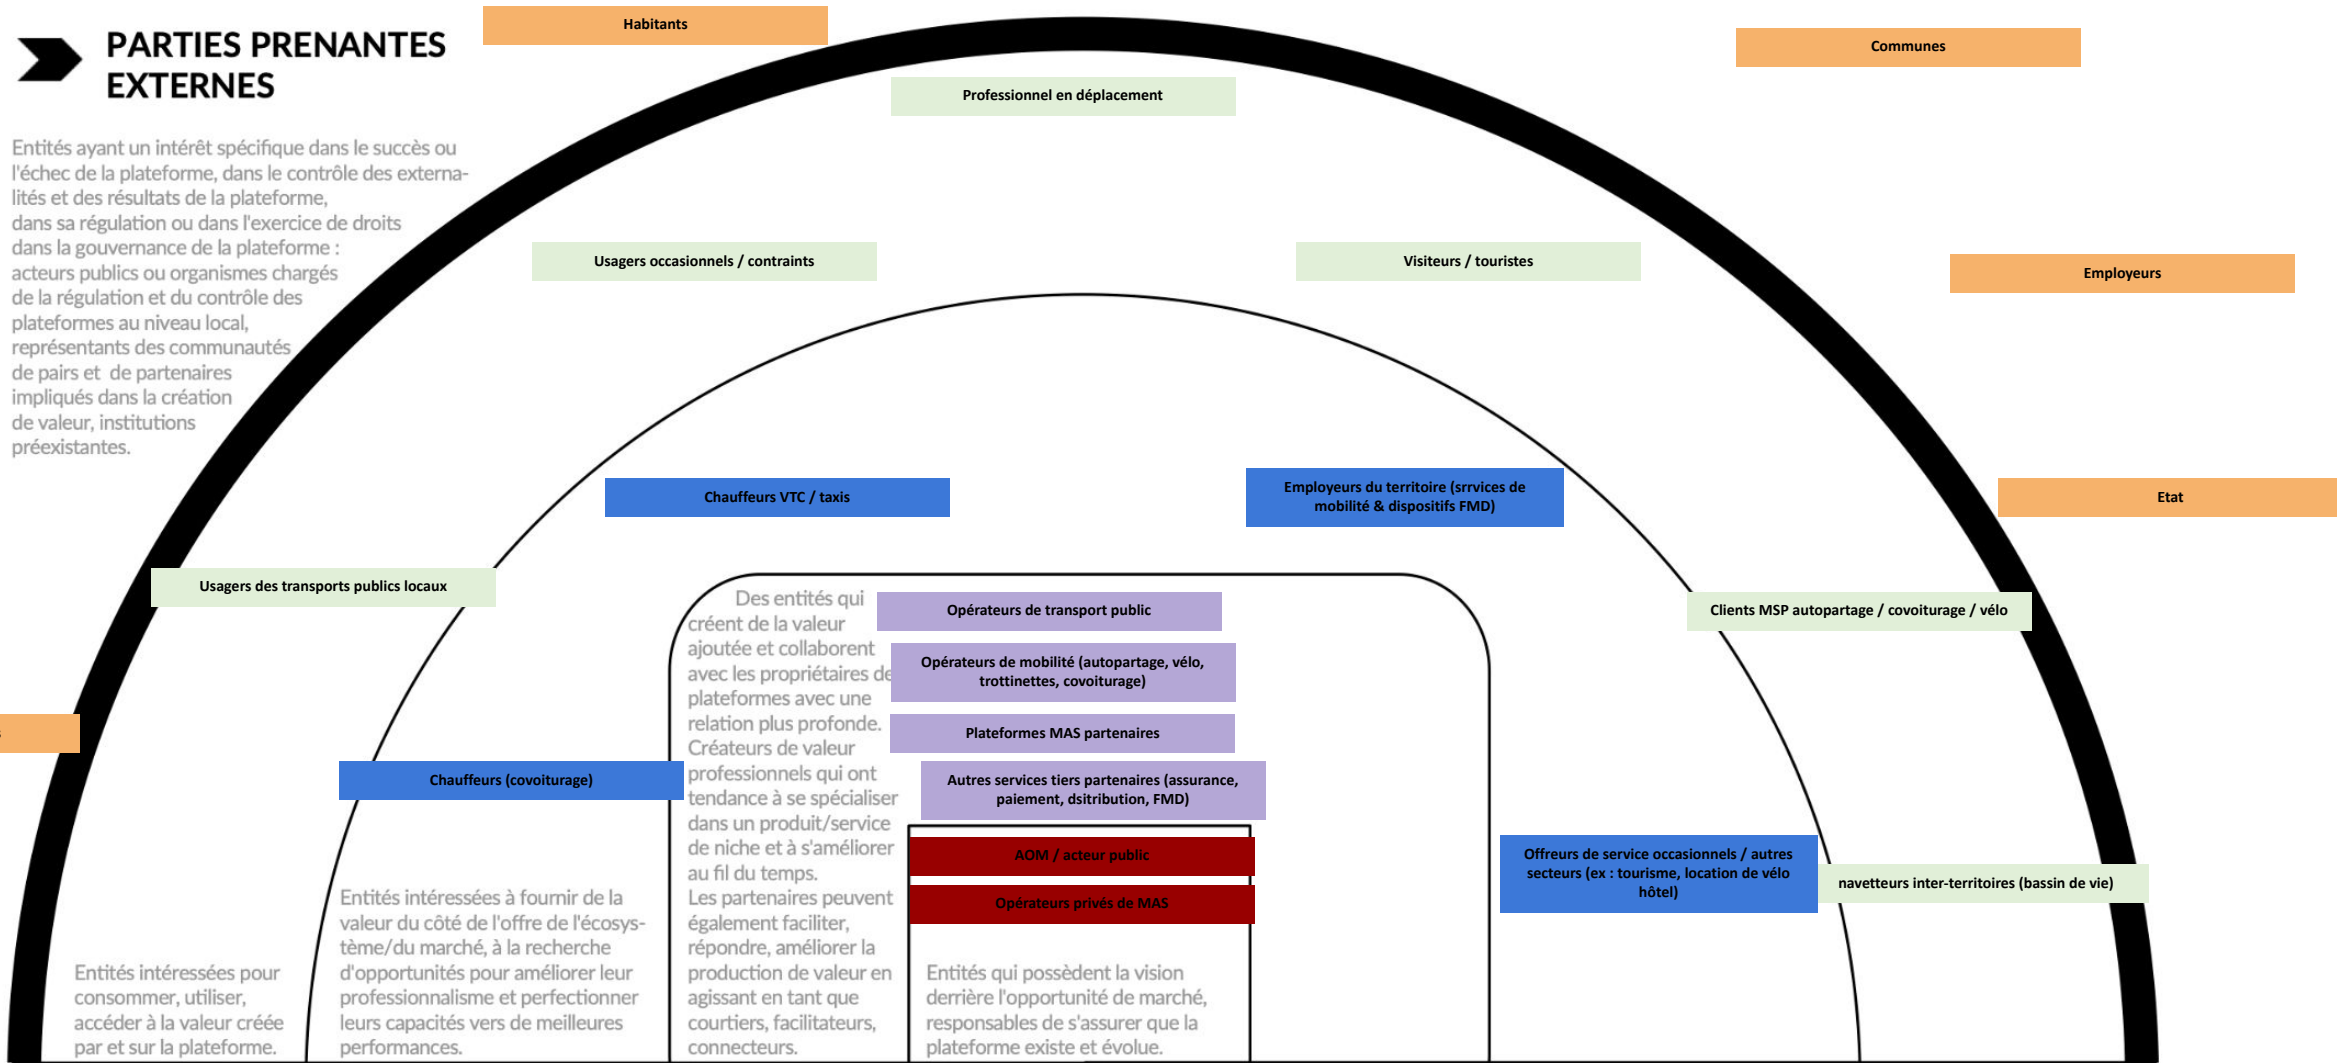 PARTIES PRENANTES
EXTERNES
Entités ayant un intérêt spécifique dans le succès ou
l'échec de la plateforme, dans le contrôle des externa-
lités et des résultats de la plateforme,
dans sa régulation ou dans l'exercice de droits
dans la gouvernance de la plateforme :
acteurs publics ou organismes chargés
de la régulation et du contrôle des
plateformes au niveau local,
représentants des communautés
de pairs et de partenaires
impliqués dans la création
de valeur, institutions
préexistantes.
Habitants
Communes
Professionnel en déplacement
Usagers occasionnels / contraints
Visiteurs / touristes
Employeurs
Chauffeurs VTC / taxis
Employeurs du territoire (srrvices de
mobilité & dispositifs FMD)
Etat
Usagers des transports publics locaux
Clients MSP autopartage / covoiturage / vélo
Des entités qui
créent de la valeur
ajoutée et collaborent
avec les propriétaires de
plateformes avec une
relation plus profonde.
Créateurs de valeur
professionnels qui ont
tendance à se spécialiser
dans un produit/service
de niche et à s'améliorer
au fil du temps.
Les partenaires peuvent
également faciliter,
répondre, améliorer la
production de valeur en
agissant en tant que
courtiers, facilitateurs,
connecteurs.
Opérateurs de transport public
Opérateurs de mobilité (autopartage, vélo,
trottinettes, covoiturage)
Plateformes MAS partenaires
Autres services tiers partenaires (assurance,
paiement, dsitribution, FMD)
s
Chauffeurs (covoiturage)
AOM / acteur public
Opérateurs privés de MAS
Offreurs de service occasionnels / autres
secteurs (ex : tourisme, location de vélo
hôtel)
navetteurs inter-territoires (bassin de vie)
Entités intéressées pour
consommer, utiliser,
accéder à la valeur créée
par et sur la plateforme.
Entités intéressées à fournir de la
valeur du côté de l'offre de l'écosys-
tème/du marché, à la recherche
d'opportunités pour améliorer leur
professionnalisme et perfectionner
leurs capacités vers de meilleures
performances.
Entités qui possèdent la vision
derrière l'opportunité de marché,
responsables de s'assurer que la
plateforme existe et évolue.